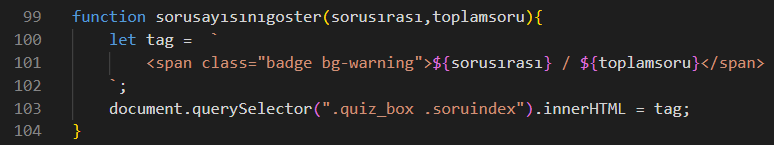 99 function sorusayısınıgoster(sorusırası,toplamsoru){
100 let tag = `
101 <span class="badge bg-warning">${sorusırası} / ${toplamsoru}</span>
102 `;
103 document.querySelector(".quiz_box .soruindex").innerHTML = tag;
104 }